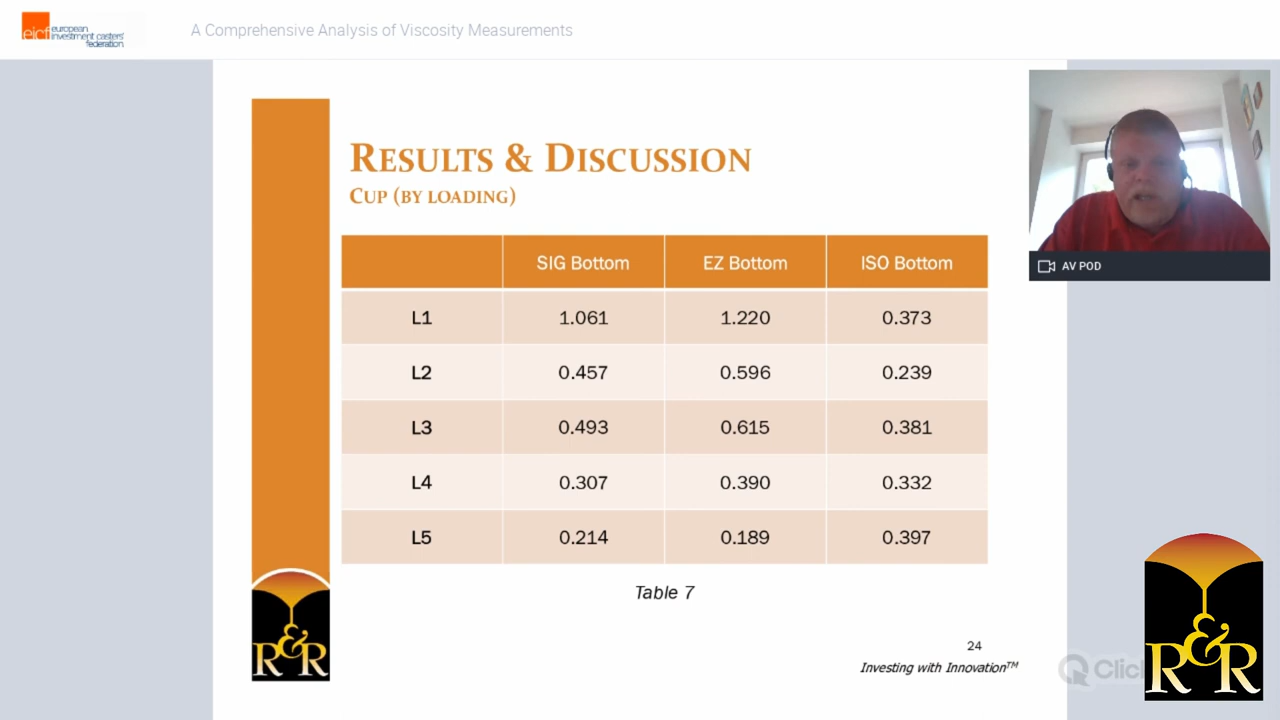 eicf european
investment casters'
federation
A Comprehensive Analysis of Viscosity Measurements
RESULTS & DISCUSSION
CUP (BY LOADING)
SIG Bottom EZ Bottom ISO Bottom
L1 1.061 1.220 0.373
L2 0.457 0.596 0.239
L3 0.493 0.615 0.381
L4 0.307 0.390 0.332
L5 0.214 0.189 0.397
Table 7
24
Investing with Innovation™
R&R
AV POD
Click
R&R